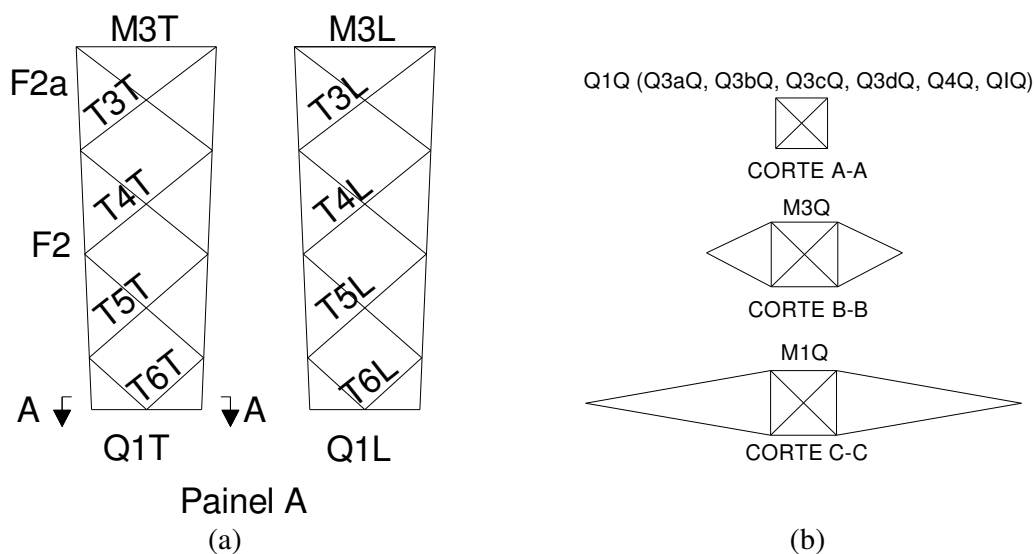 M3T
M3L
F2a
T3T
T3L
T4T
T4L
F2
T5T
T5L
T6T
T6L
A
A
Q1T
Q1L
Painel A
(a)
Q1Q (Q3aQ, Q3bQ, Q3cQ, Q3dQ, Q4Q, QIQ)
CORTE A-A
M3Q
CORTE B-B
M1Q
CORTE C-C
(b)